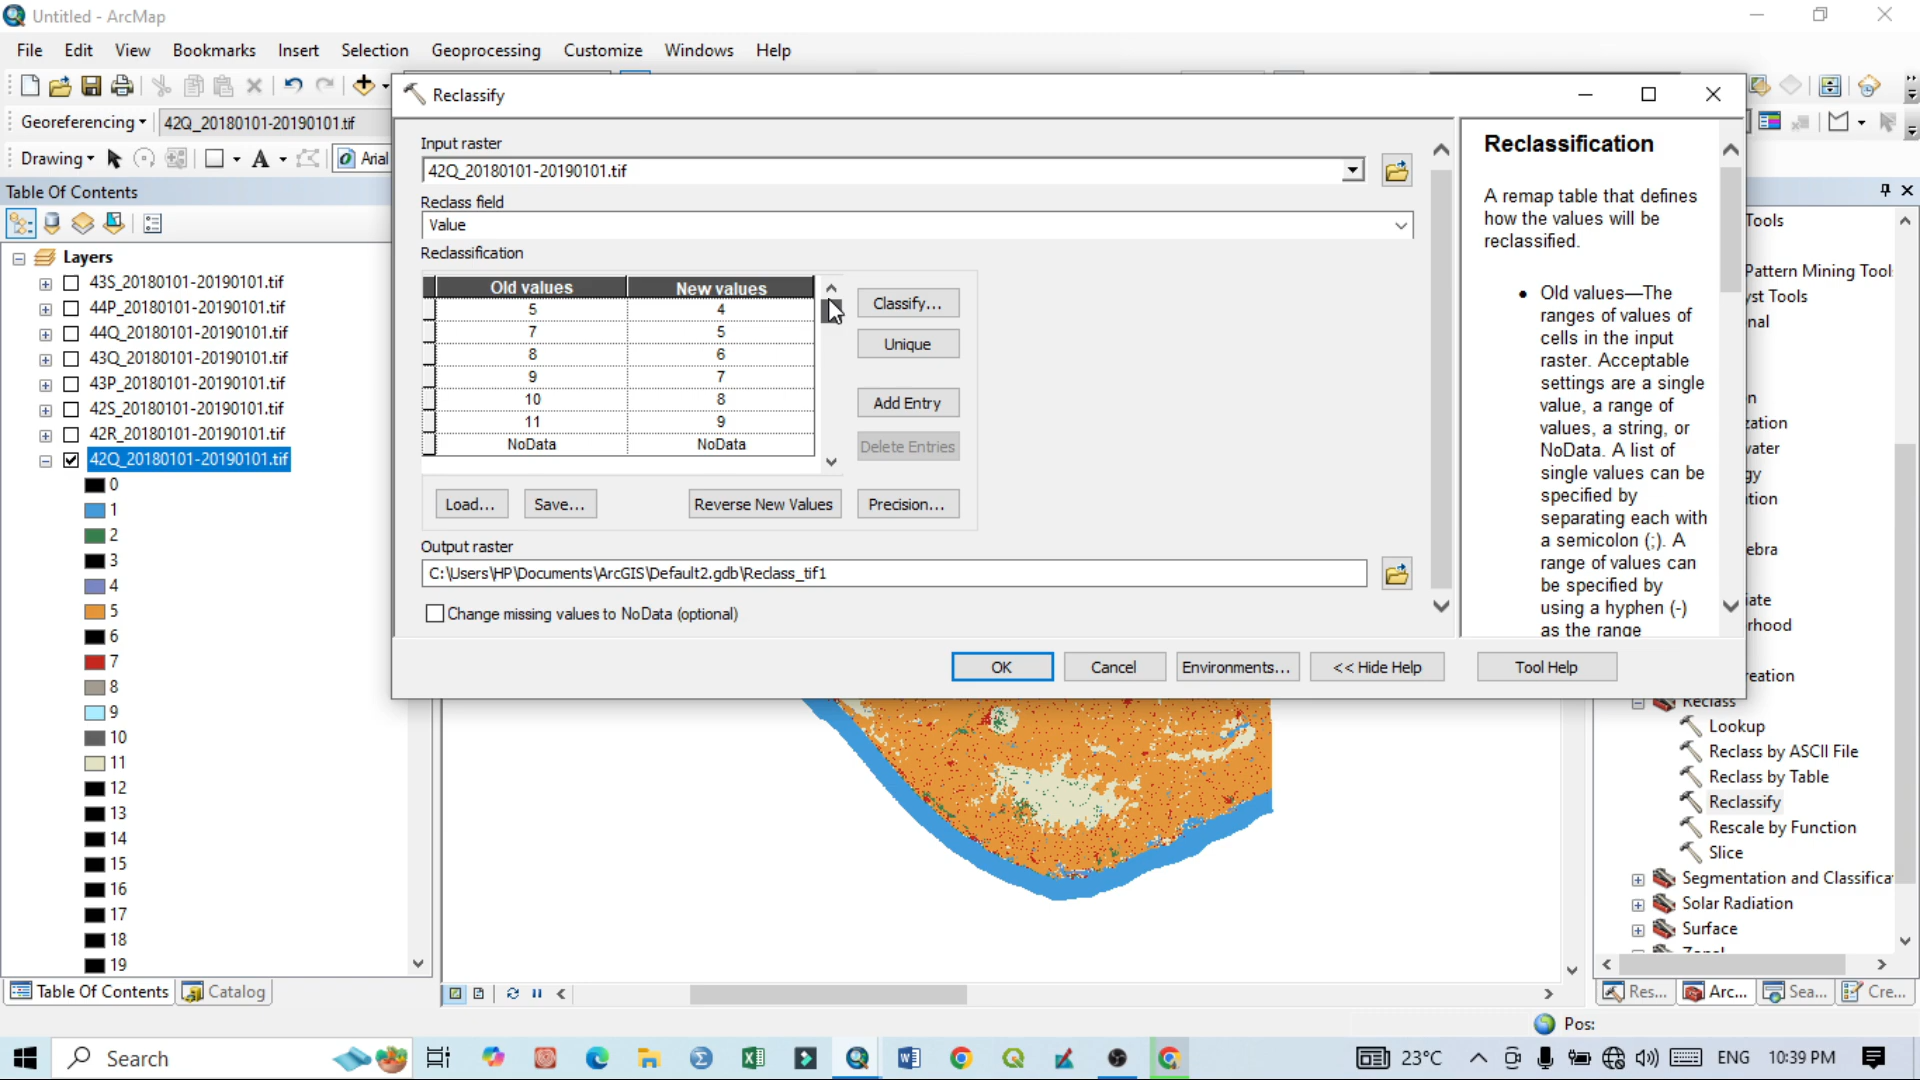 Untitled - ArcMap
File Edit View Bookmarks Insert Selection Geoprocessing Customize Windows Help
Georeferencing 42Q_20180101-20190101.tif
Drawing A Arial
Table Of Contents
Layers
43S_20180101-20190101.tif
44P_20180101-20190101.tif
44Q_20180101-20190101.tif
43Q_20180101-20190101.tif
43P_20180101-20190101.tif
42S_20180101-20190101.tif
42R_20180101-20190101.tif
42Q_20180101-20190101.tif
0
1
2
3
4
5
6
7
8
9
10
11
12
13
14
15
16
17
18
19
Table Of Contents Catalog
Reclassify
Input raster
42Q_20180101-20190101.tif
Reclass field
Value
Reclassification
Old values New values
5 4
7 5
8 6
9 7
10 8
11 9
NoData NoData
Classify...
Unique
Add Entry
Delete Entries
Load... Save... Reverse New Values Precision...
Output raster
C:\Users\HP\Documents\ArcGIS\Default2.gdb\Reclass_tif1
Change missing values to NoData (optional)
OK Cancel Environments... << Hide Help Tool Help
Reclassification
A remap table that defines
how the values will be
reclassified.
• Old values—The
ranges of values of
cells in the input
raster. Acceptable
settings are a single
value, a range of
values, a string, or
NoData. A list of
single values can be
specified by
separating each with
a semicolon (;). A
range of values can
be specified by
using a hyphen (-)
as the range
Tools
Pattern Mining Tool
yst Tools
nal
n
zation
vater
gy
tion
ebra
iate
rhood
reation
Reclass
Lookup
Reclass by ASCII File
Reclass by Table
Reclassify
Rescale by Function
Slice
Segmentation and Classifica
Solar Radiation
Surface
Res... Arc... Sea... Cre...
Pos:
Search
23°C ENG 10:39 PM